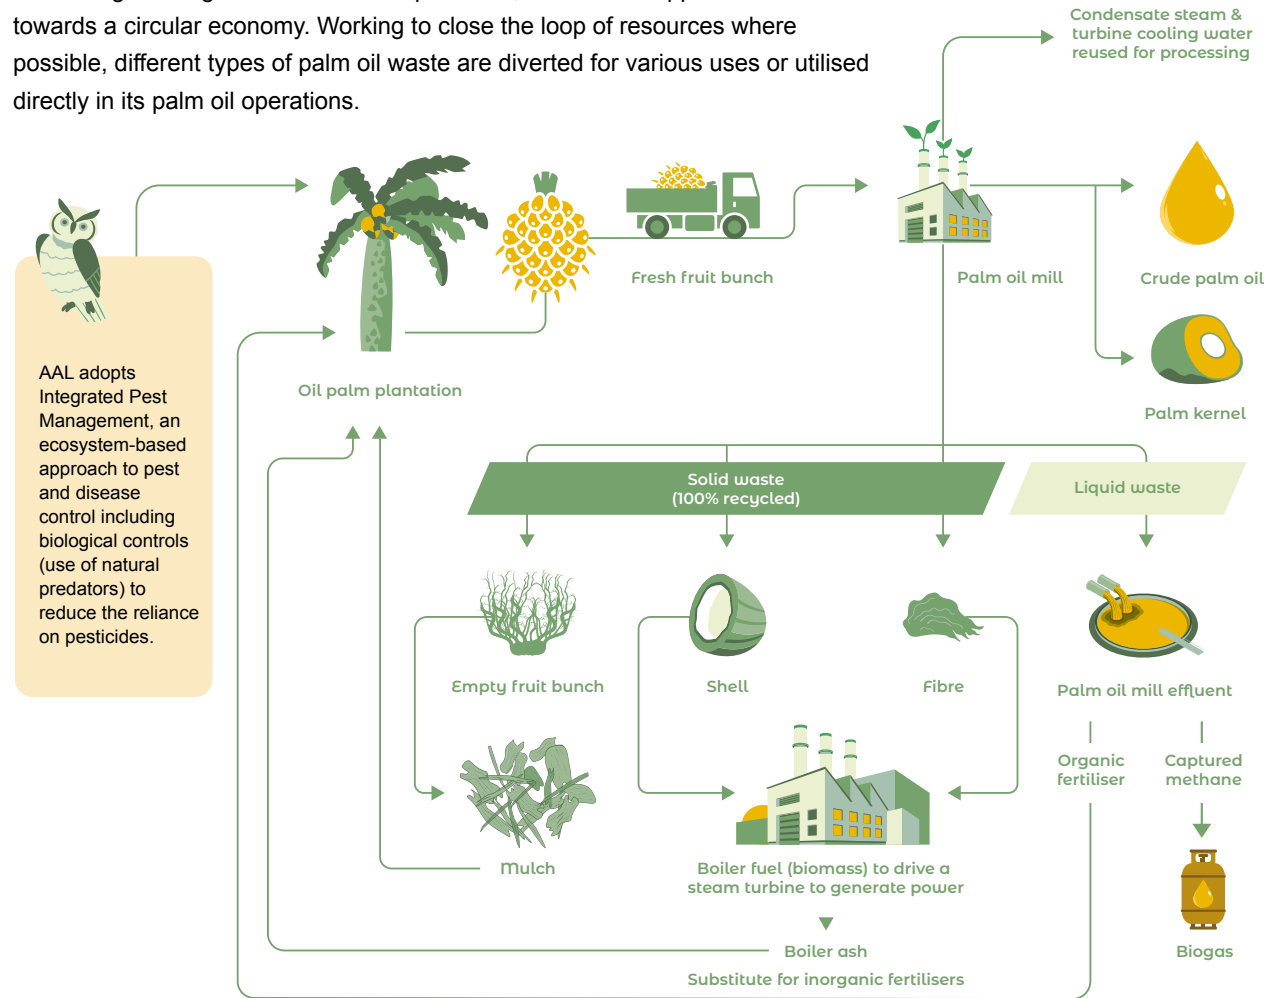 towards a circular economy. Working to close the loop of resources where
possible, different types of palm oil waste are diverted for various uses or utilised
directly in its palm oil operations.
Condensate steam &
turbine cooling water
reused for processing
AAL adopts
Integrated Pest
Management, an
ecosystem-based
approach to pest
and disease
control including
biological controls
(use of natural
predators) to
reduce the reliance
on pesticides.
Oil palm plantation
Fresh fruit bunch
Palm oil mill
Crude palm oil
Palm kernel
Solid waste
(100% recycled)
Liquid waste
Empty fruit bunch
Shell
Fibre
Palm oil mill effluent
Organic
fertiliser
Captured
methane
Mulch
Boiler fuel (biomass) to drive a
steam turbine to generate power
Boiler ash
Substitute for inorganic fertilisers
Biogas